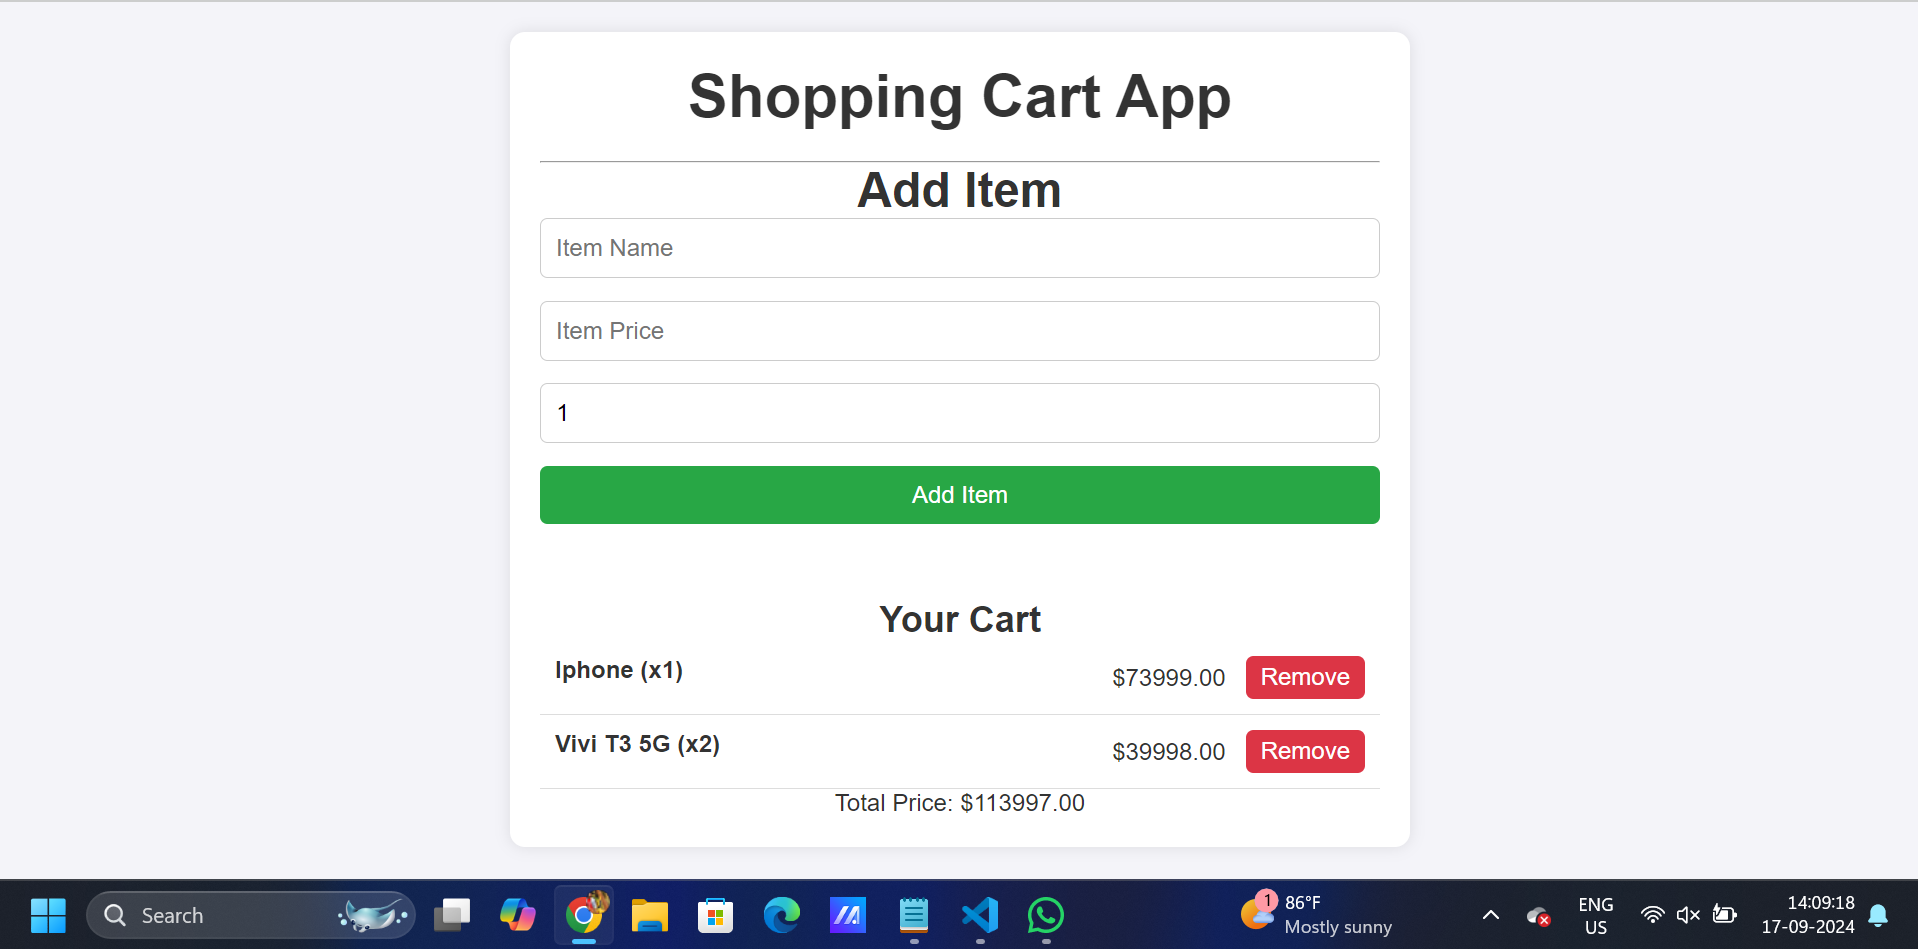 Shopping Cart App
Add Item
Item Name
Item Price
1
Add Item
Your Cart
Iphone (x1)
$73999.00
Remove
Vivi T3 5G (x2)
$39998.00
Remove
Total Price: $113997.00
Search
1
86°F
Mostly sunny
ENG
US
14:09:18
17-09-2024